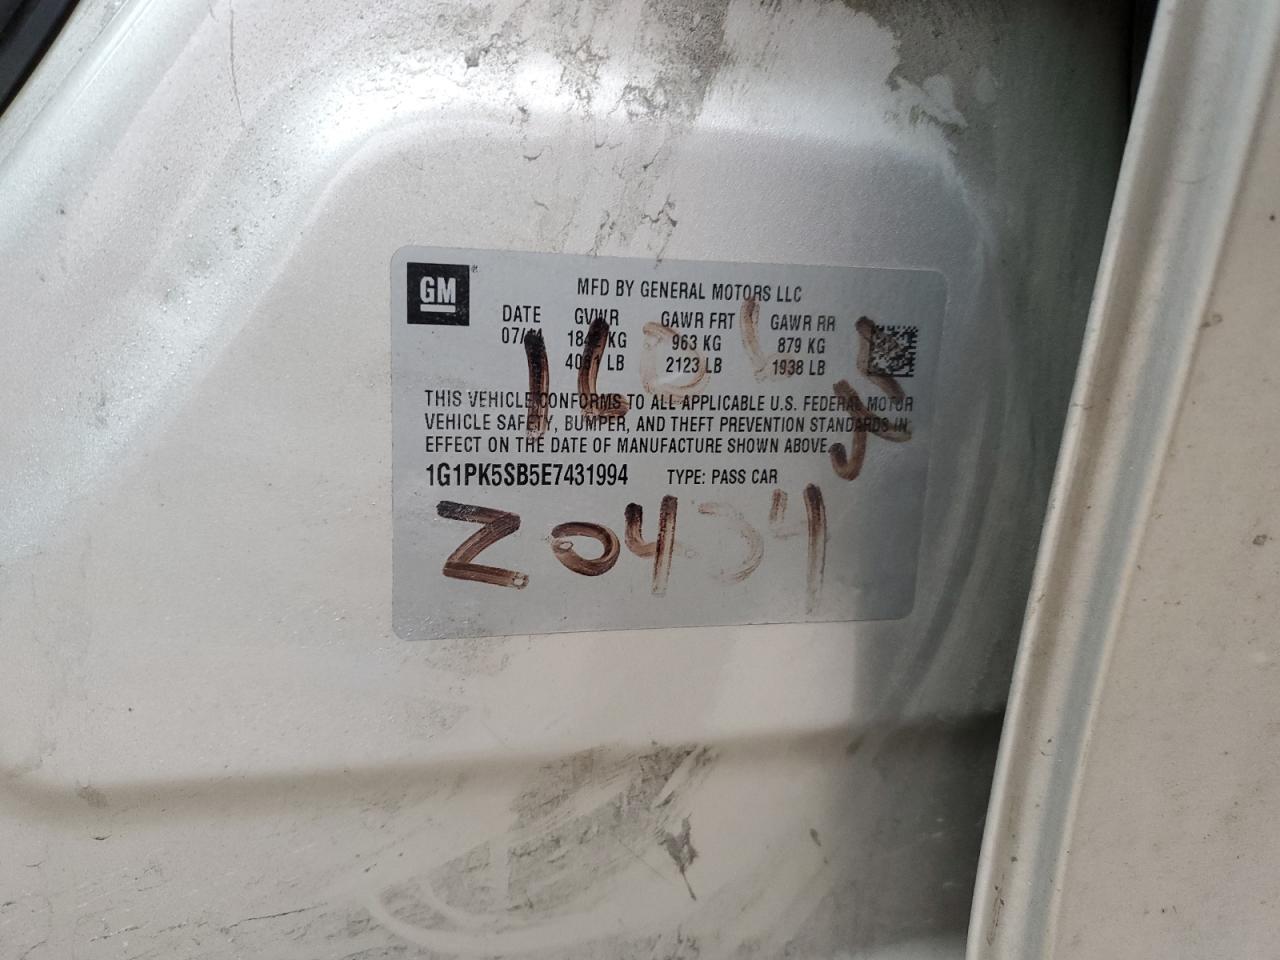 GM
MFD BY GENERAL MOTORS LLC
DATE GVWR GAWR FRT GAWR RR
KG 963 KG 879 KG
LB 2123 LB 1938 LB
THIS VEHICLE CONFORMS TO ALL APPLICABLE U.S. FEDERAL MOTOR
VEHICLE SAFETY, BUMPER, AND THEFT PREVENTION STANDARDS IN
EFFECT ON THE DATE OF MANUFACTURE SHOWN ABOVE.
1G1PK5SB5E7431994 TYPE: PASS CAR